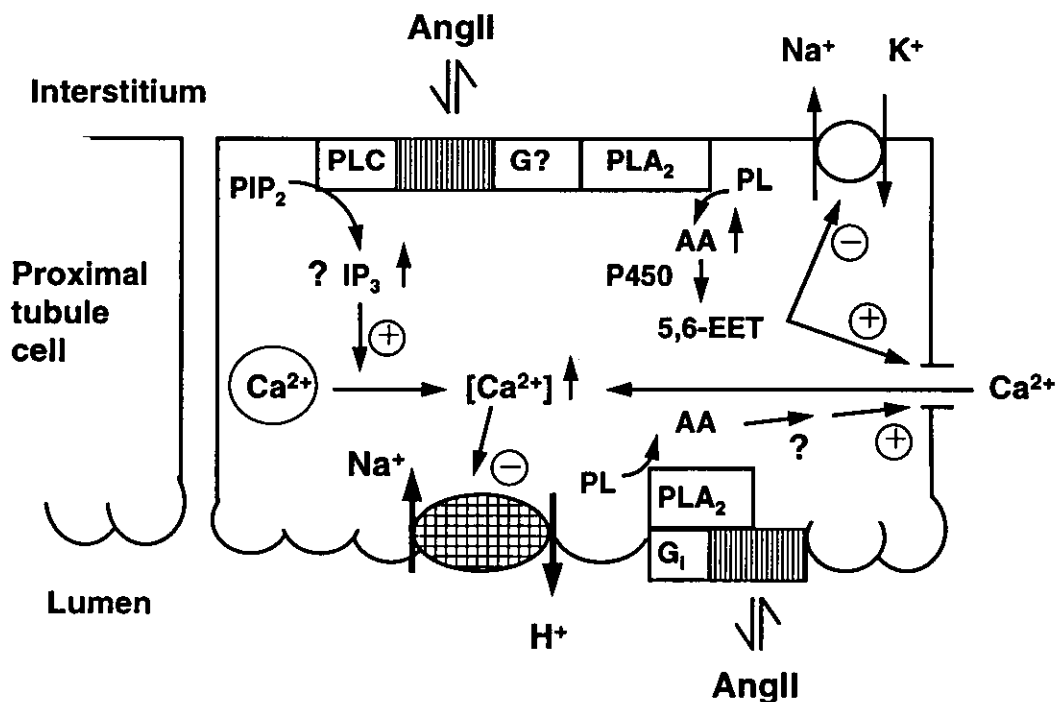 AngII
Na⁺ K⁺
Interstitium
PLC G? PLA₂
PIP₂ PL
AA
? IP₃ P450
Proximal
tubule
cell
5,6-EET
−
+
+
Ca²⁺ [Ca²⁺] Ca²⁺
AA ?
+
Na⁺ − PL
PLA₂
Gᵢ
Lumen
H⁺
AngII